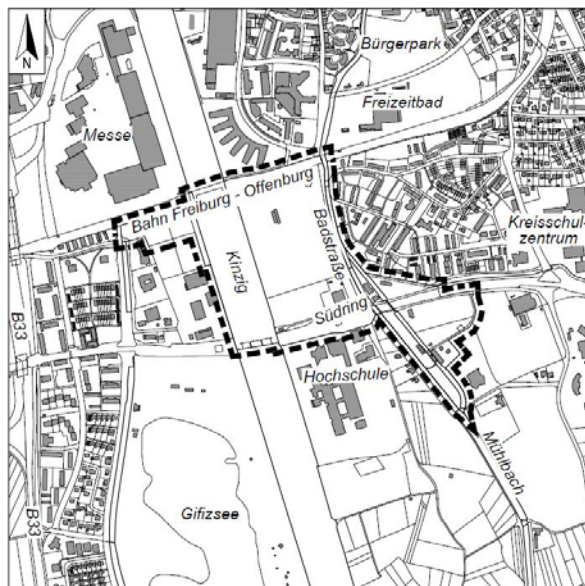 N
Bürgerpark
Freizeitbad
Messe
Bahn Freiburg - Offenburg
Kreisschul-
zentrum
Badstraße
Kinzig
B33
Südring
Hochschule
Mühlbach
Gifizsee
B33